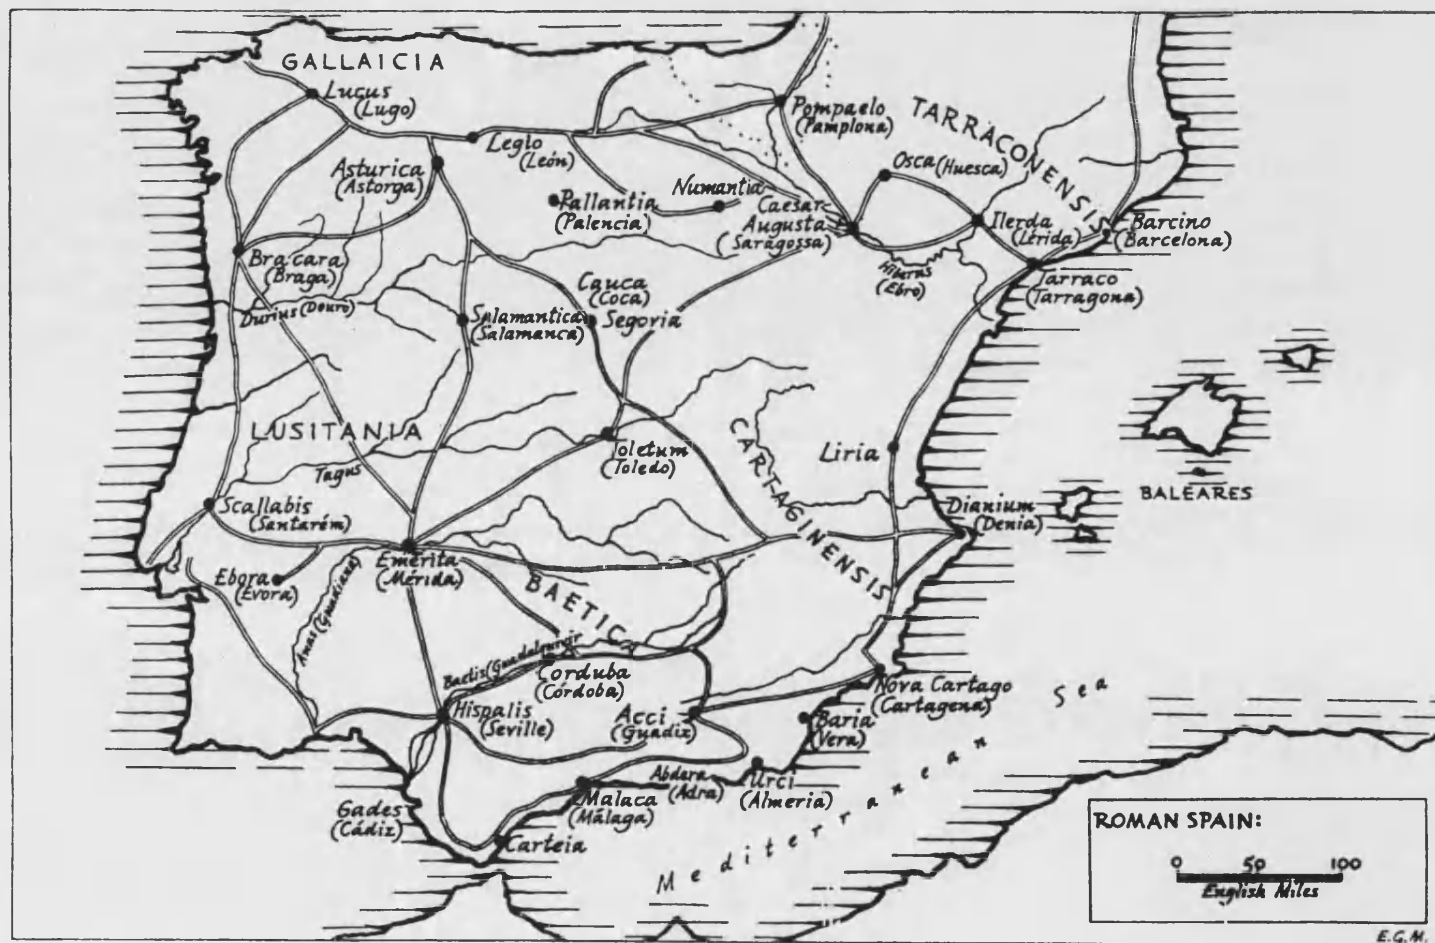 GALLAICIA
Lucus
(Lugo)
Legio
(León)
Asturica
(Astorga)
Pallantia
(Palencia)
Numantia
Pompaelo
(Pamplona)
TARRACONENSIS
Osca (Huesca)
Caesar-
Augusta
(Saragossa)
Ilerda
(Lérida)
Barcino
(Barcelona)
Hiberus
(Ebro)
Tarraco
(Tarragona)
Bracara
(Braga)
Durius (Douro)
Cauca
(Coca)
Segovia
Salamantica
(Salamanca)
LUSITANIA
Tagus
Toletum
(Toledo)
CARTAGINENSIS
Liria
BALEARES
Dianium
(Denia)
Scallabis
(Santarém)
Emerita
(Mérida)
Ebora
(Evora)
Anas (Guadiana)
BAETICA
Baetis (Guadalquivir
Corduba
(Córdoba)
Hispalis
(Seville)
Acci
(Guadix)
Nova Cartago
(Cartagena)
Baria
(Vera)
Urci
(Almeria)
Abdera
(Adra)
Malaca
(Málaga)
Gades
(Cádiz)
Carteia
Mediterranean Sea
ROMAN SPAIN:
0 50 100
English Miles
E.G.M.